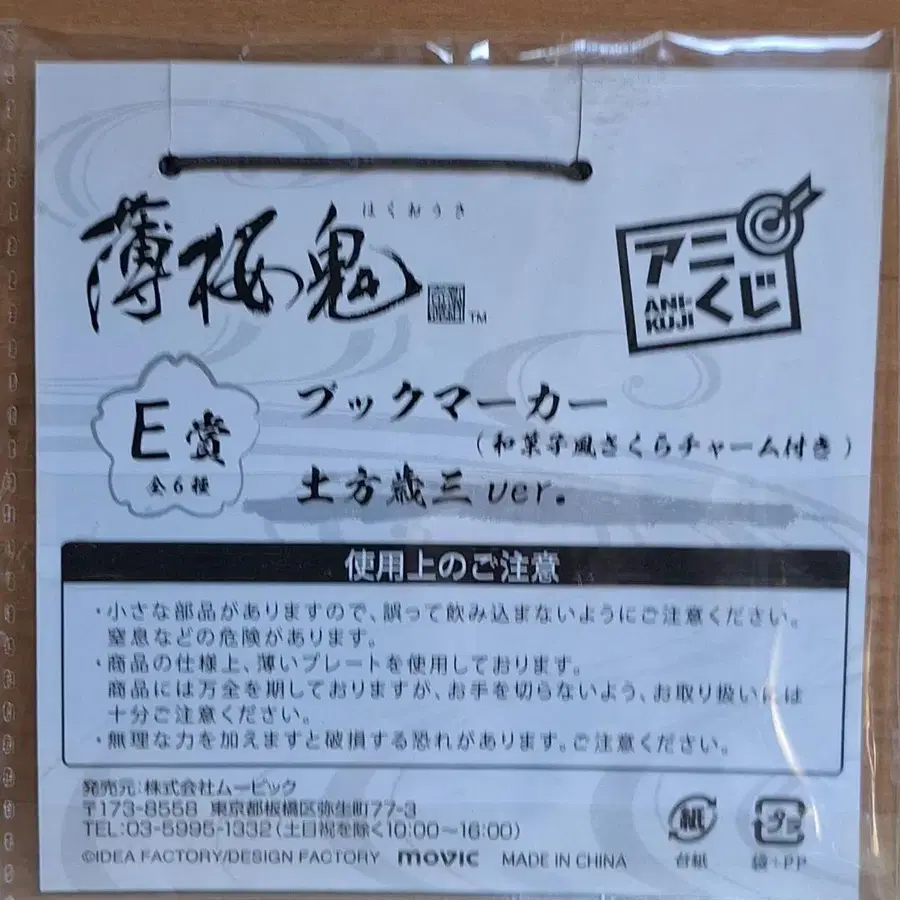 はくおうき
薄桜鬼
TM
アニくじ
ANI-KUJI
E賞
全6種
ブックマーカー
(和菓子風さくらチャーム付き)
土方歳三ver.
使用上のご注意
・小さな部品がありますので、誤って飲み込まないようにご注意ください。
窒息などの危険があります。
・商品の仕様上、薄いプレートを使用しております。
商品には万全を期しておりますが、お手を切らないよう、お取り扱いには
十分ご注意ください。
・無理な力を加えますと破損する恐れがあります。ご注意ください。
発売元:株式会社ムービック
〒173-8558 東京都板橋区弥生町77-3
TEL:03-5995-1332(土日祝を除く10:00~16:00)
©IDEA FACTORY/DESIGN FACTORY movic MADE IN CHINA
紙
台紙
プラ
袋+PP